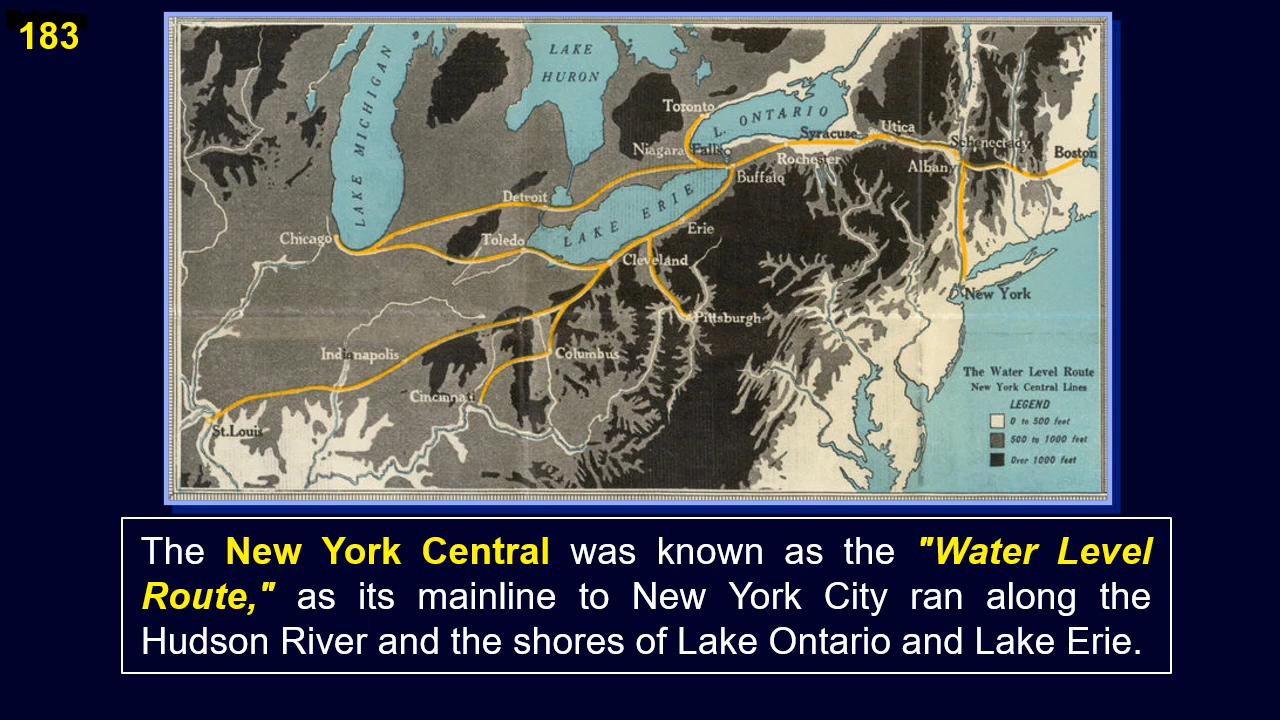 183
LAKE MICHIGAN
LAKE
HURON
Toronto
L. ONTARIO
Niagara Falls
Syracuse
Utica
Rochester
Schenectady
Albany
Boston
Buffalo
Detroit
LAKE ERIE
Erie
Chicago
Toledo
Cleveland
New York
Pittsburgh
Indianapolis
Columbus
Cincinnati
St.Louis
The Water Level Route
New York Central Lines
LEGEND
0 to 500 feet
500 to 1000 feet
Over 1000 feet
The New York Central was known as the "Water Level
Route," as its mainline to New York City ran along the
Hudson River and the shores of Lake Ontario and Lake Erie.